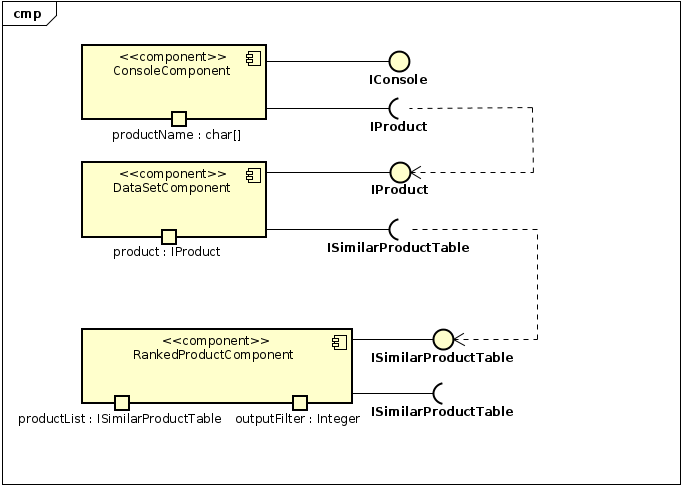 cmp
<<component>>
ConsoleComponent
IConsole
IProduct
productName : char[]
<<component>>
DataSetComponent
IProduct
ISimilarProductTable
product : IProduct
<<component>>
RankedProductComponent
ISimilarProductTable
ISimilarProductTable
productList : ISimilarProductTable
outputFilter : Integer